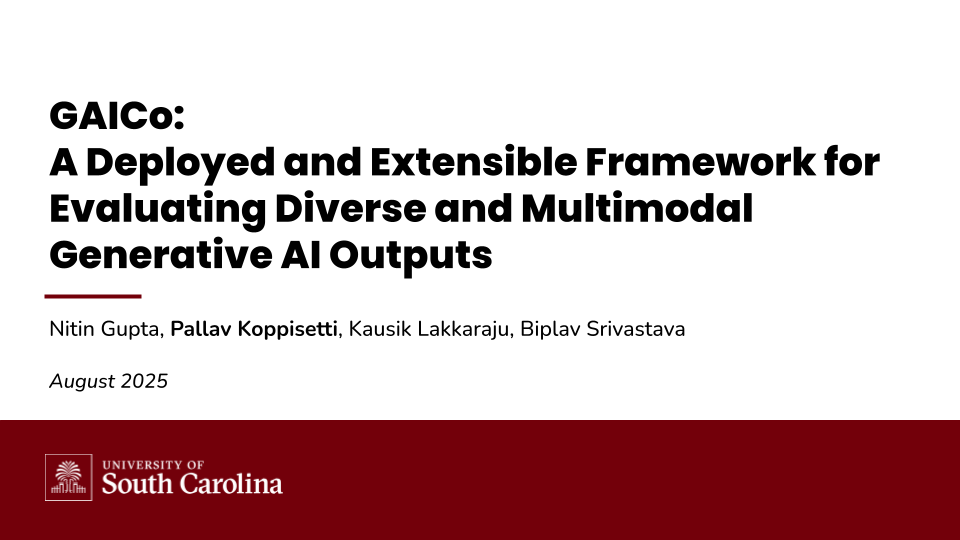 GAICo:
A Deployed and Extensible Framework for
Evaluating Diverse and Multimodal
Generative AI Outputs
Nitin Gupta, Pallav Koppisetti, Kausik Lakkaraju, Biplav Srivastava
August 2025
UNIVERSITY OF
South Carolina